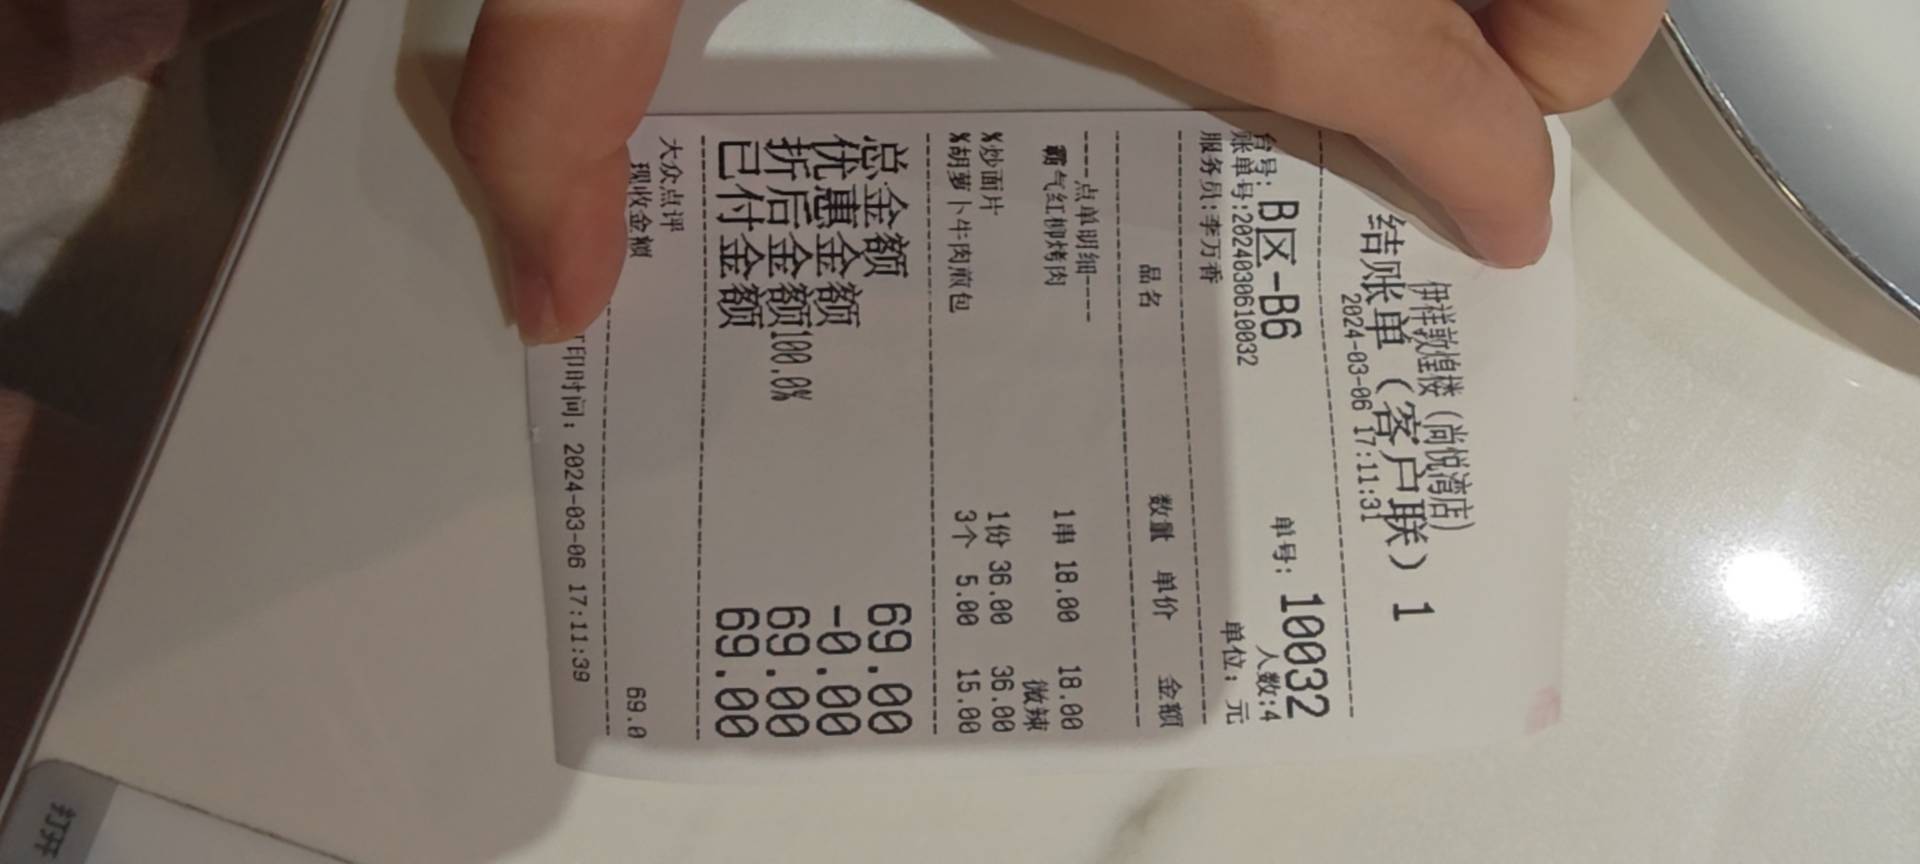 伊祥敦煌楼（尚悦湾店）
结账单（客户联）1
2024-03-06 17:11:31
台号：B区-B6 单号：10032
账单号:2024030610032 人数:4
服务员:李万香 单位：元
品名 数量 单价 金额
----点单明细----
霸气红柳烤肉 1串 18.00 18.00
微辣
%炒面片 1份 36.00 36.00
%胡萝卜牛肉煎包 3个 5.00 15.00
总金额 69.00
优惠金额 -0.00
折后金额100.0% 69.00
已付金额 69.00
大众点评
现收金额 69.0
打印时间：2024-03-06 17:11:39
打开